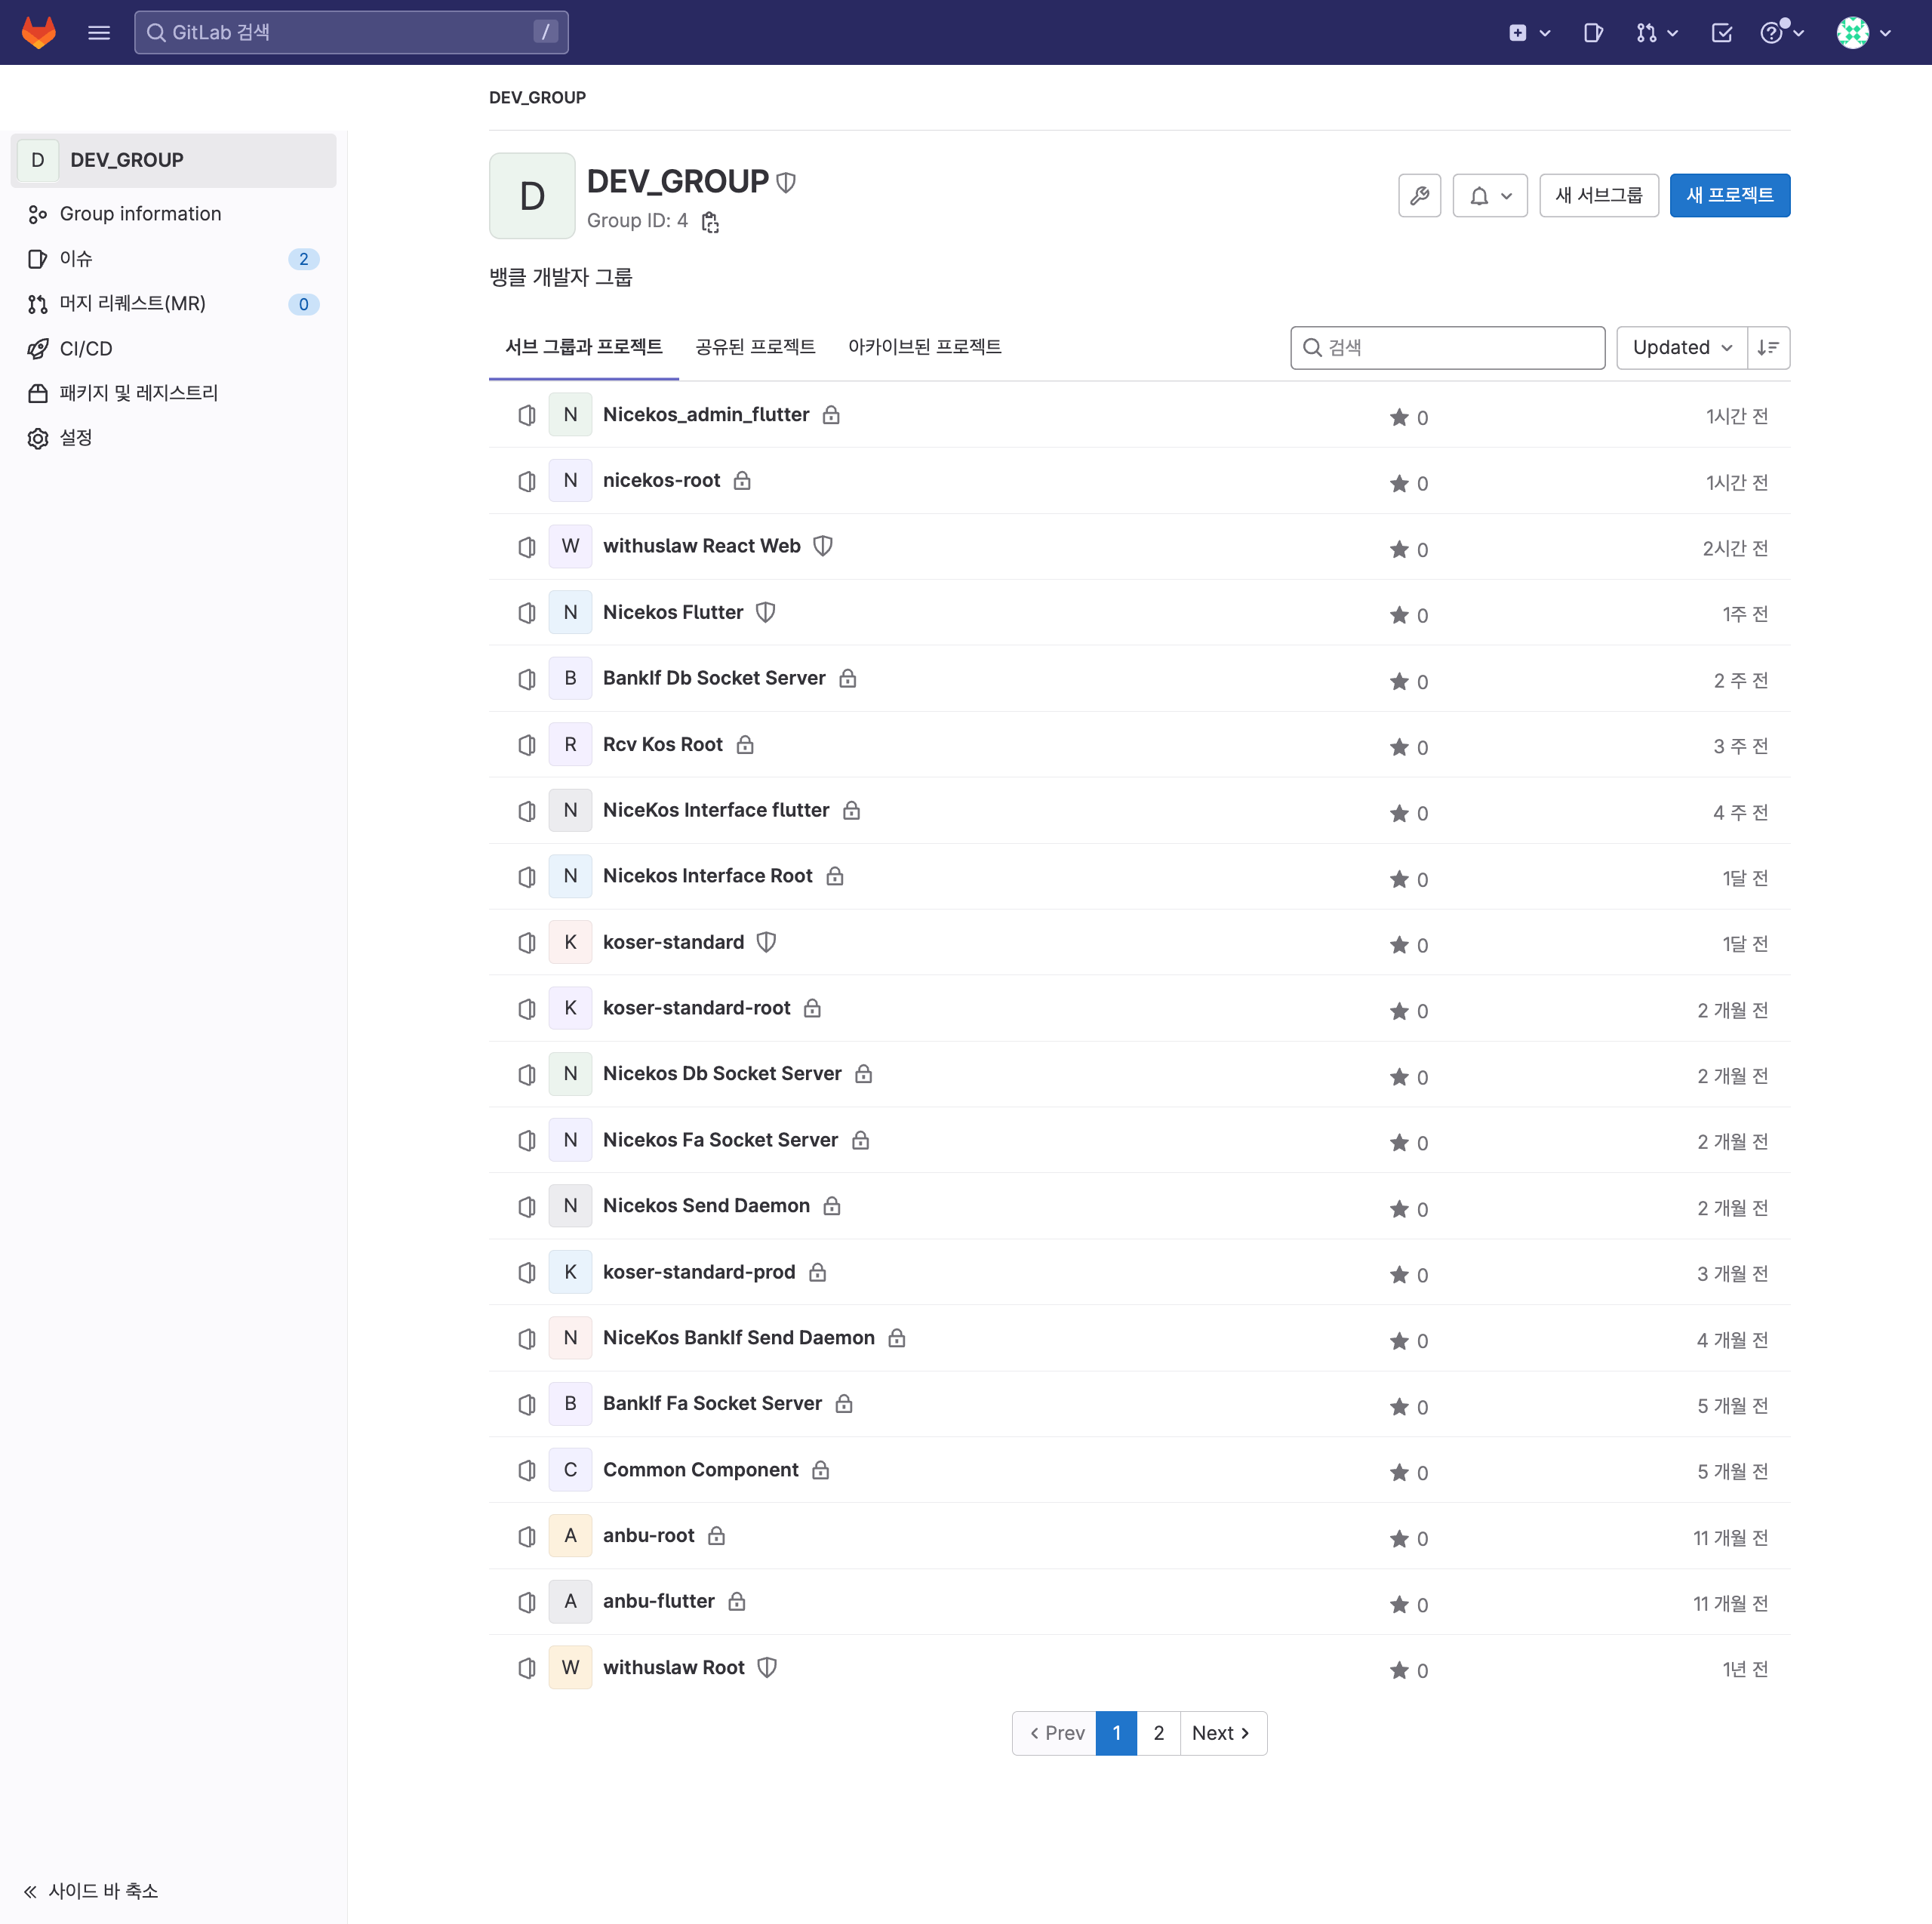 GitLab 검색 /
DEV_GROUP
D DEV_GROUP
Group information
이슈 2
머지 리퀘스트(MR) 0
CI/CD
패키지 및 레지스트리
설정
사이드 바 축소
D
DEV_GROUP
Group ID: 4
새 서브그룹
새 프로젝트
뱅클 개발자 그룹
서브 그룹과 프로젝트 공유된 프로젝트 아카이브된 프로젝트 검색 Updated
N Nicekos_admin_flutter 0 1시간 전
N nicekos-root 0 1시간 전
W withuslaw React Web 0 2시간 전
N Nicekos Flutter 0 1주 전
B BankIf Db Socket Server 0 2 주 전
R Rcv Kos Root 0 3 주 전
N NiceKos Interface flutter 0 4 주 전
N Nicekos Interface Root 0 1달 전
K koser-standard 0 1달 전
K koser-standard-root 0 2 개월 전
N Nicekos Db Socket Server 0 2 개월 전
N Nicekos Fa Socket Server 0 2 개월 전
N Nicekos Send Daemon 0 2 개월 전
K koser-standard-prod 0 3 개월 전
N NiceKos BankIf Send Daemon 0 4 개월 전
B BankIf Fa Socket Server 0 5 개월 전
C Common Component 0 5 개월 전
A anbu-root 0 11 개월 전
A anbu-flutter 0 11 개월 전
W withuslaw Root 0 1년 전
Prev 1 2 Next